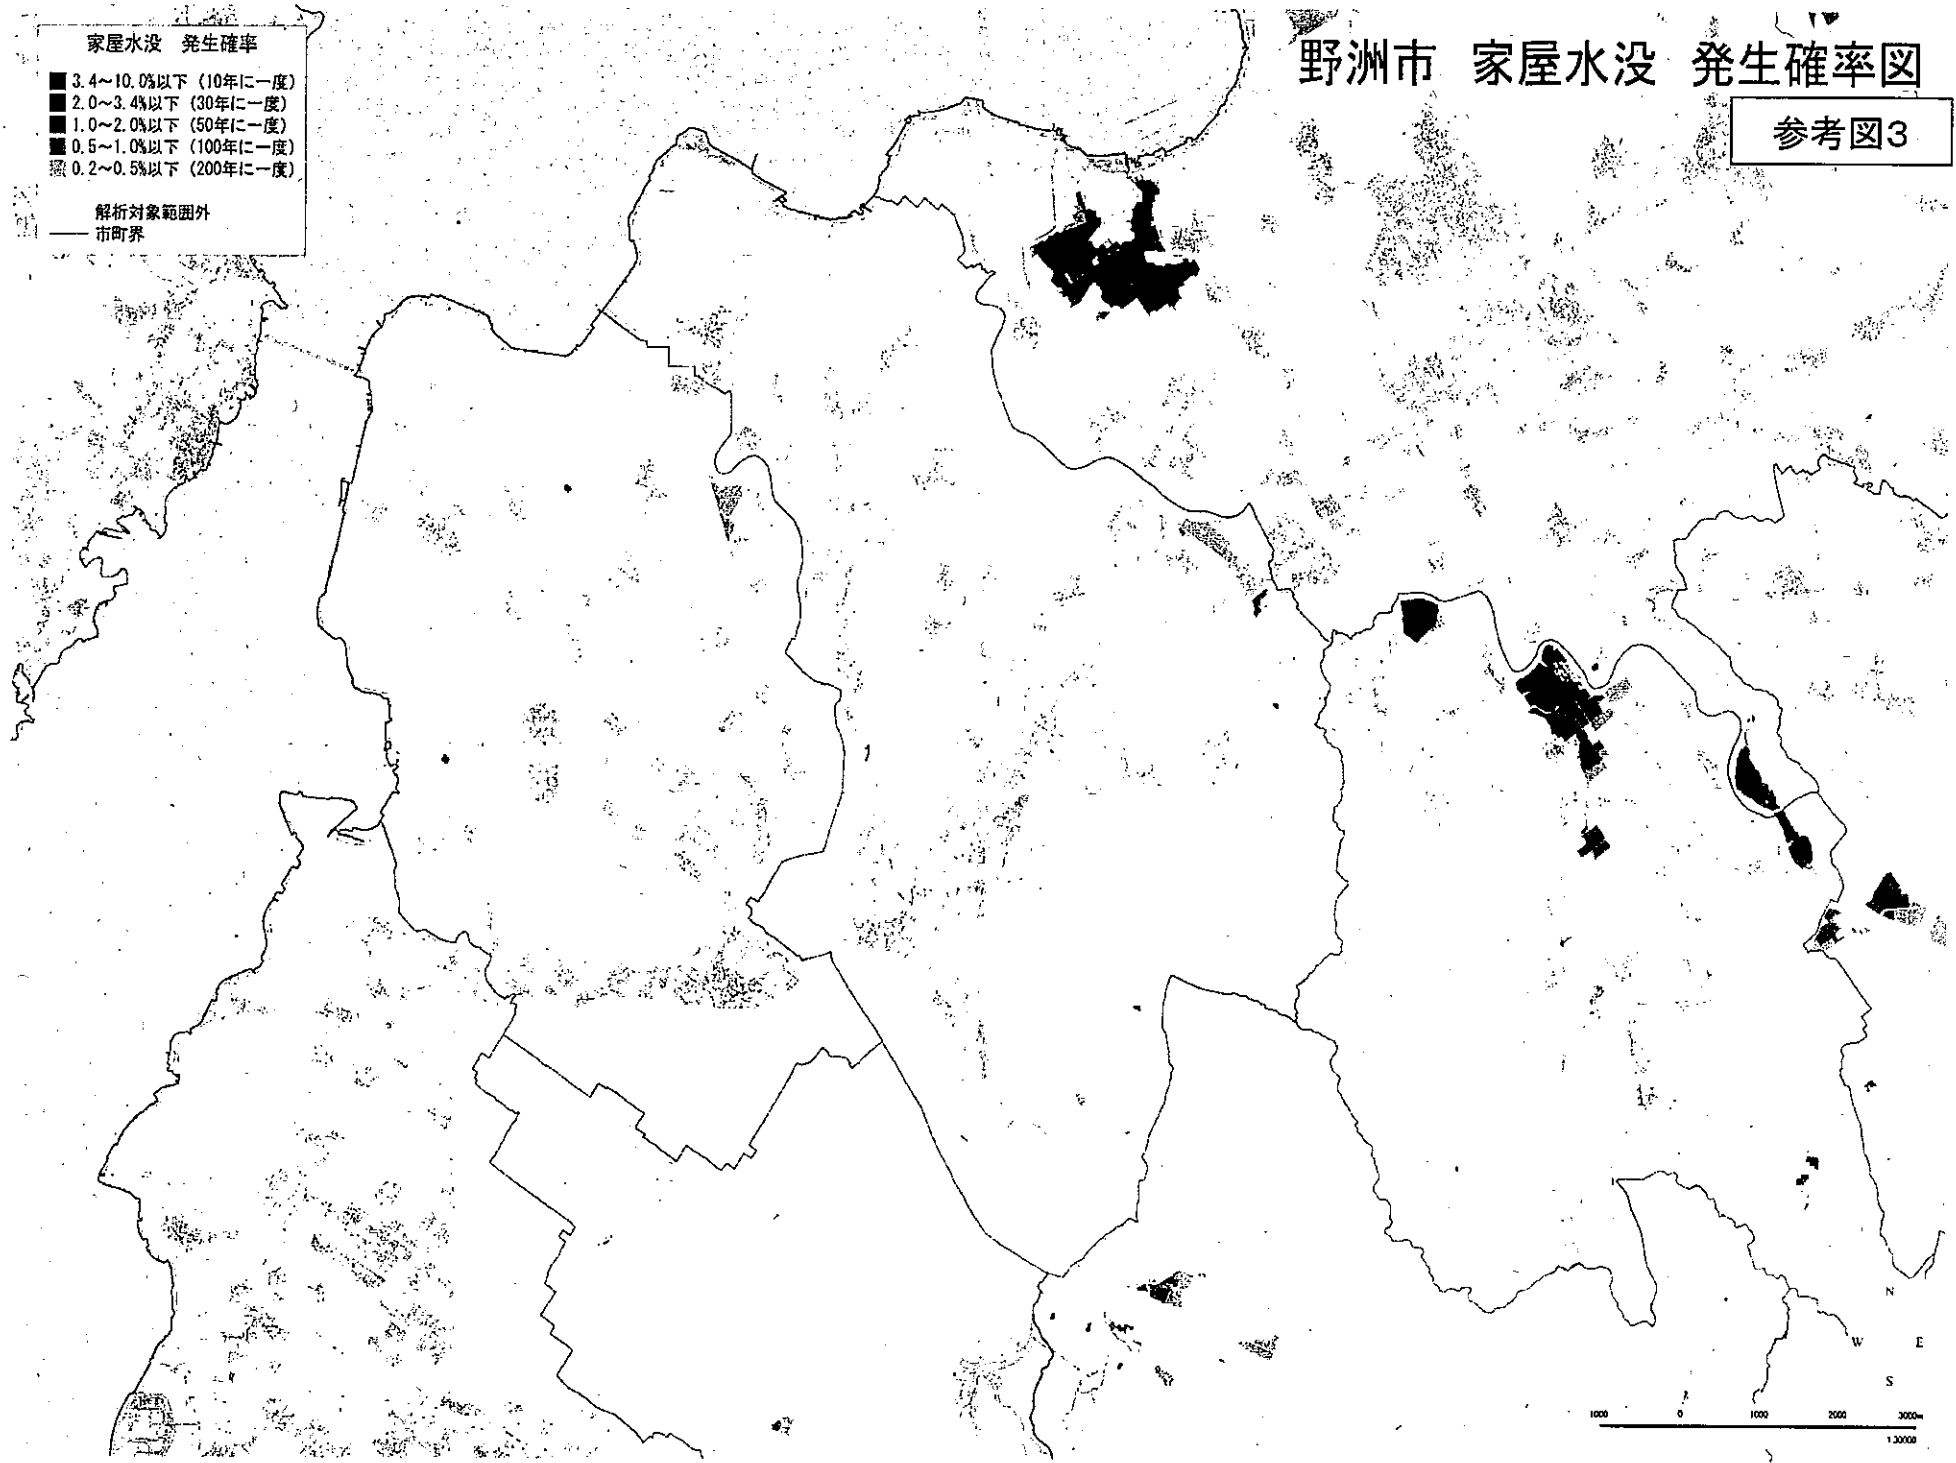 野洲市 家屋水没 発生確率図
参考図3
家屋水没 発生確率
3.4～10.0%以下 (10年に一度)
2.0～3.4%以下 (30年に一度)
1.0～2.0%以下 (50年に一度)
0.5～1.0%以下 (100年に一度)
0.2～0.5%以下 (200年に一度)
解析対象範囲外
市町界
N
W E
S
1000 0 1000 2000 3000m